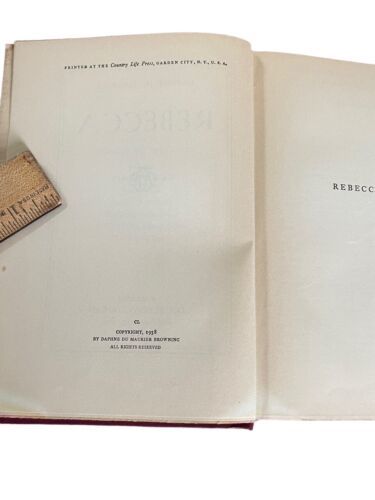 PRINTED AT THE Country Life Press, GARDEN CITY, N. Y., U. S. A.
REBECCA
CL
COPYRIGHT, 1938
BY DAPHNE DU MAURIER BROWNING
ALL RIGHTS RESERVED
REBECC